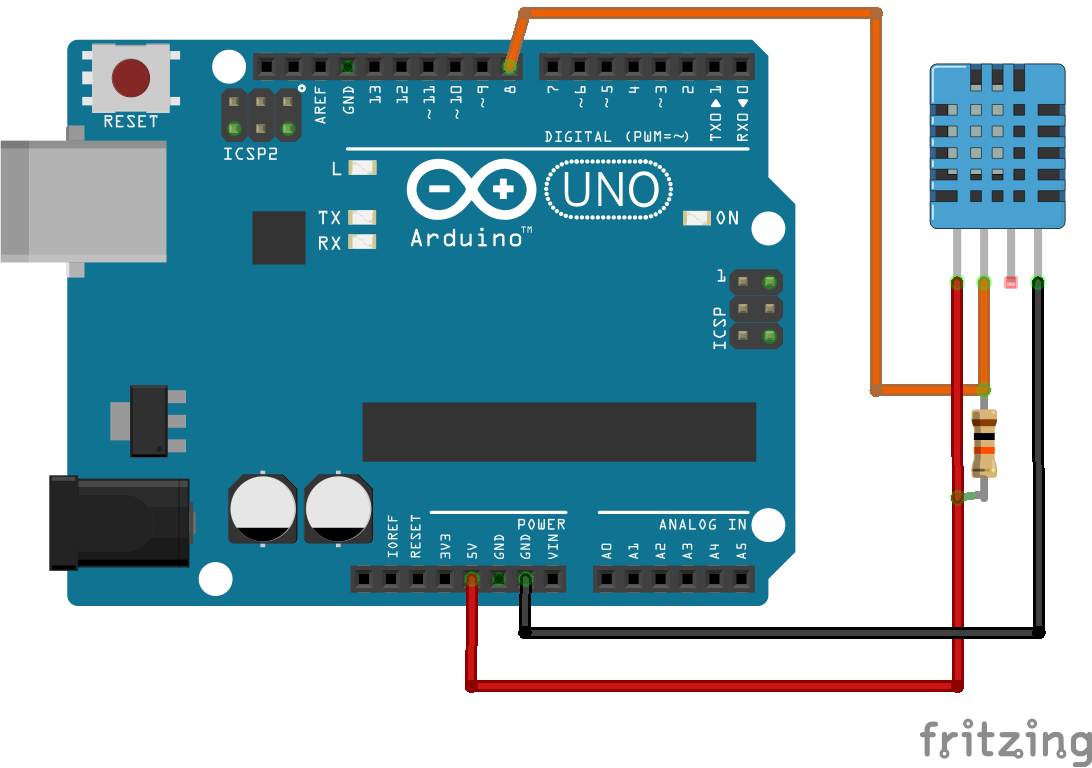 RESET
ICSP2
AREF
GND
13
12
~11
~10
~9
8
7
~6
~5
4
~3
2
TX0▶1
RX0◀0
DIGITAL (PWM=~)
L
TX
RX
UNO
Arduino™
ON
1
ICSP
IOREF
RESET
3V3
5V
GND
GND
VIN
POWER
ANALOG IN
A0
A1
A2
A3
A4
A5
fritzing